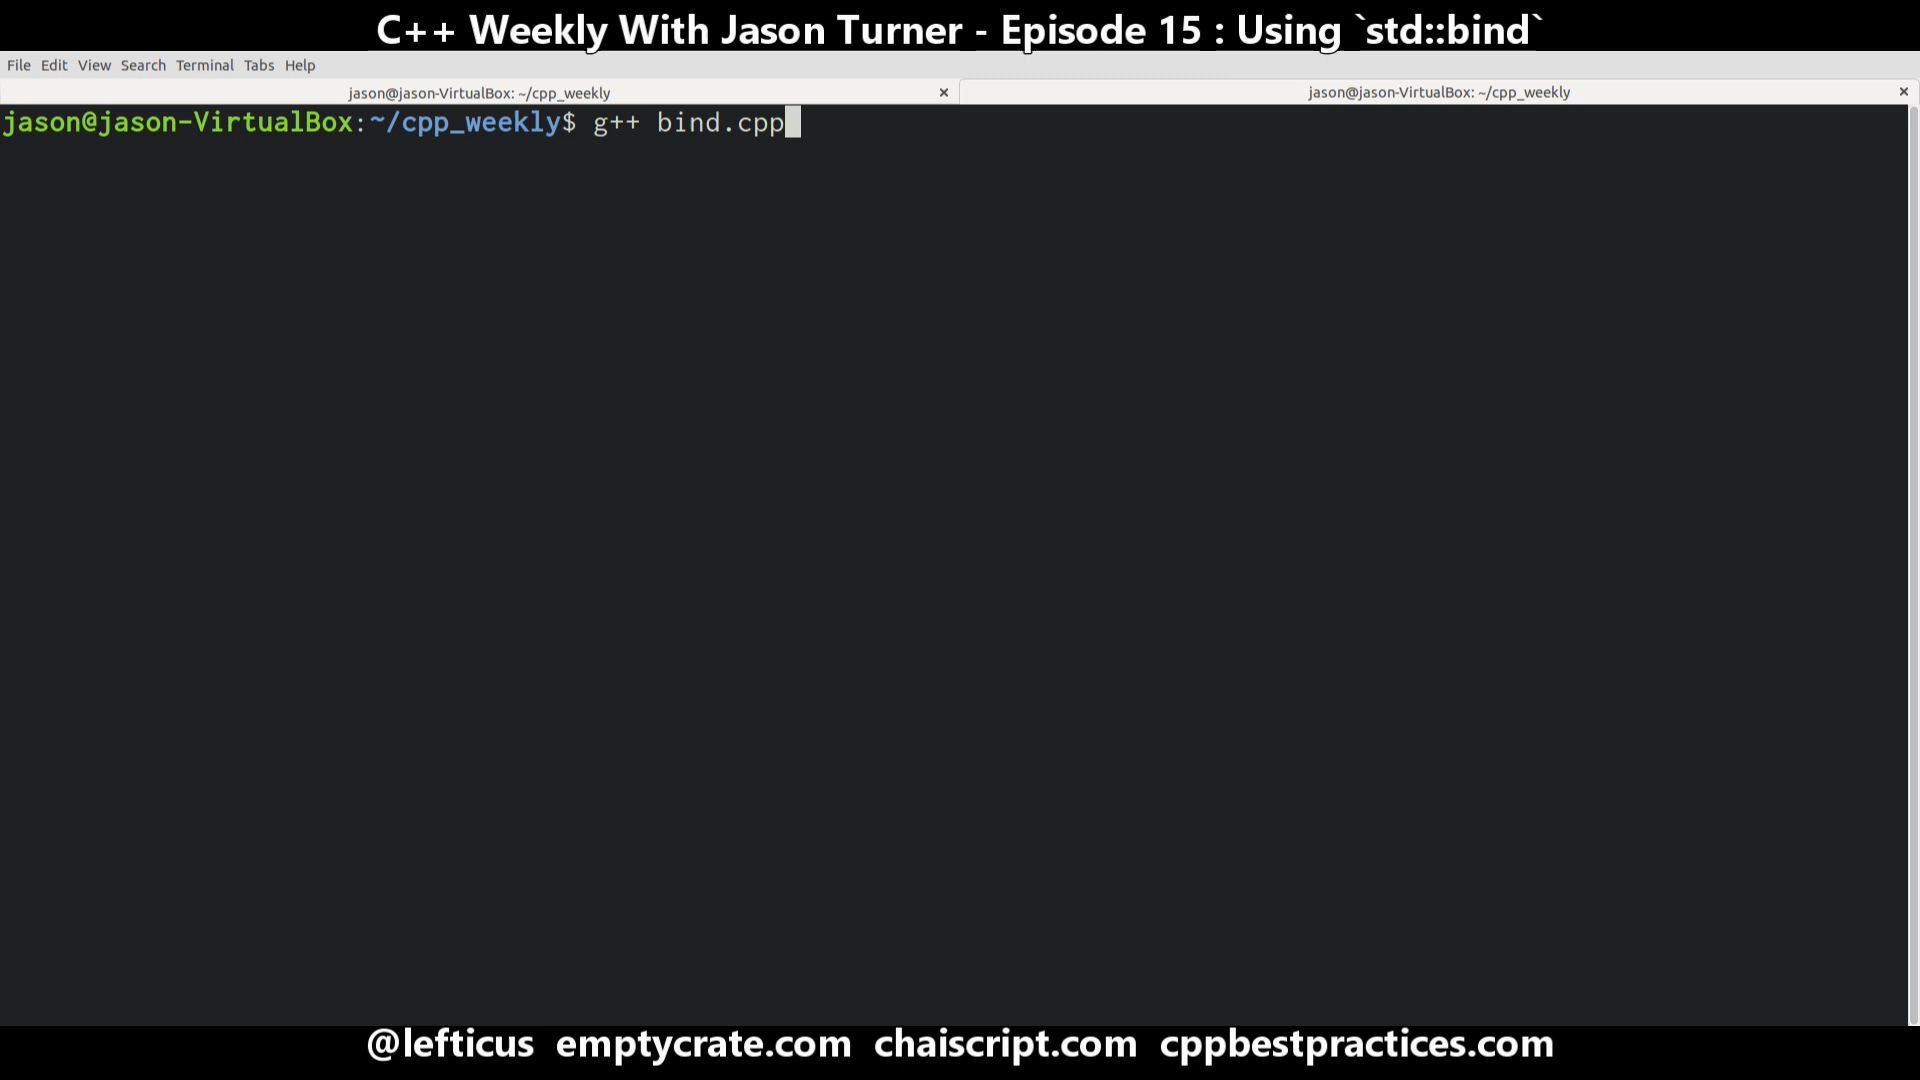 C++ Weekly With Jason Turner - Episode 15 : Using `std::bind`
File Edit View Search Terminal Tabs Help
jason@jason-VirtualBox: ~/cpp_weekly × jason@jason-VirtualBox: ~/cpp_weekly ×
jason@jason-VirtualBox:~/cpp_weekly$ g++ bind.cpp
@lefticus emptycrate.com chaiscript.com cppbestpractices.com